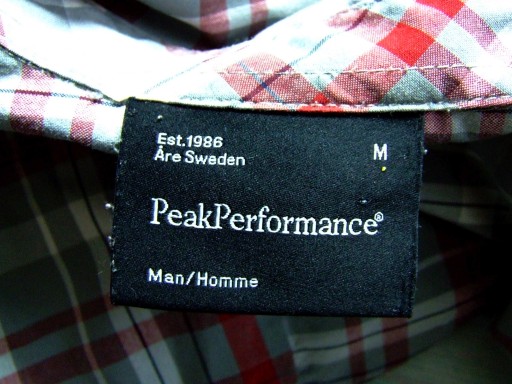 Est.1986
Åre Sweden
M
PeakPerformance®
Man/Homme